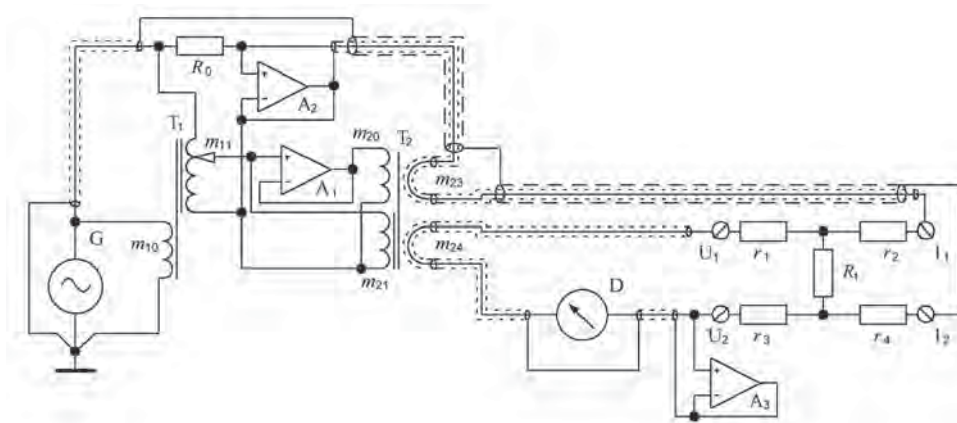 R₀
A₂
T₁
m₁₁
m₂₀
T₂
A₁
m₂₃
G
m₁₀
m₂₄
U₁
r₁
r₂
I₁
m₂₁
D
R₁
U₂
r₃
r₄
I₂
A₃